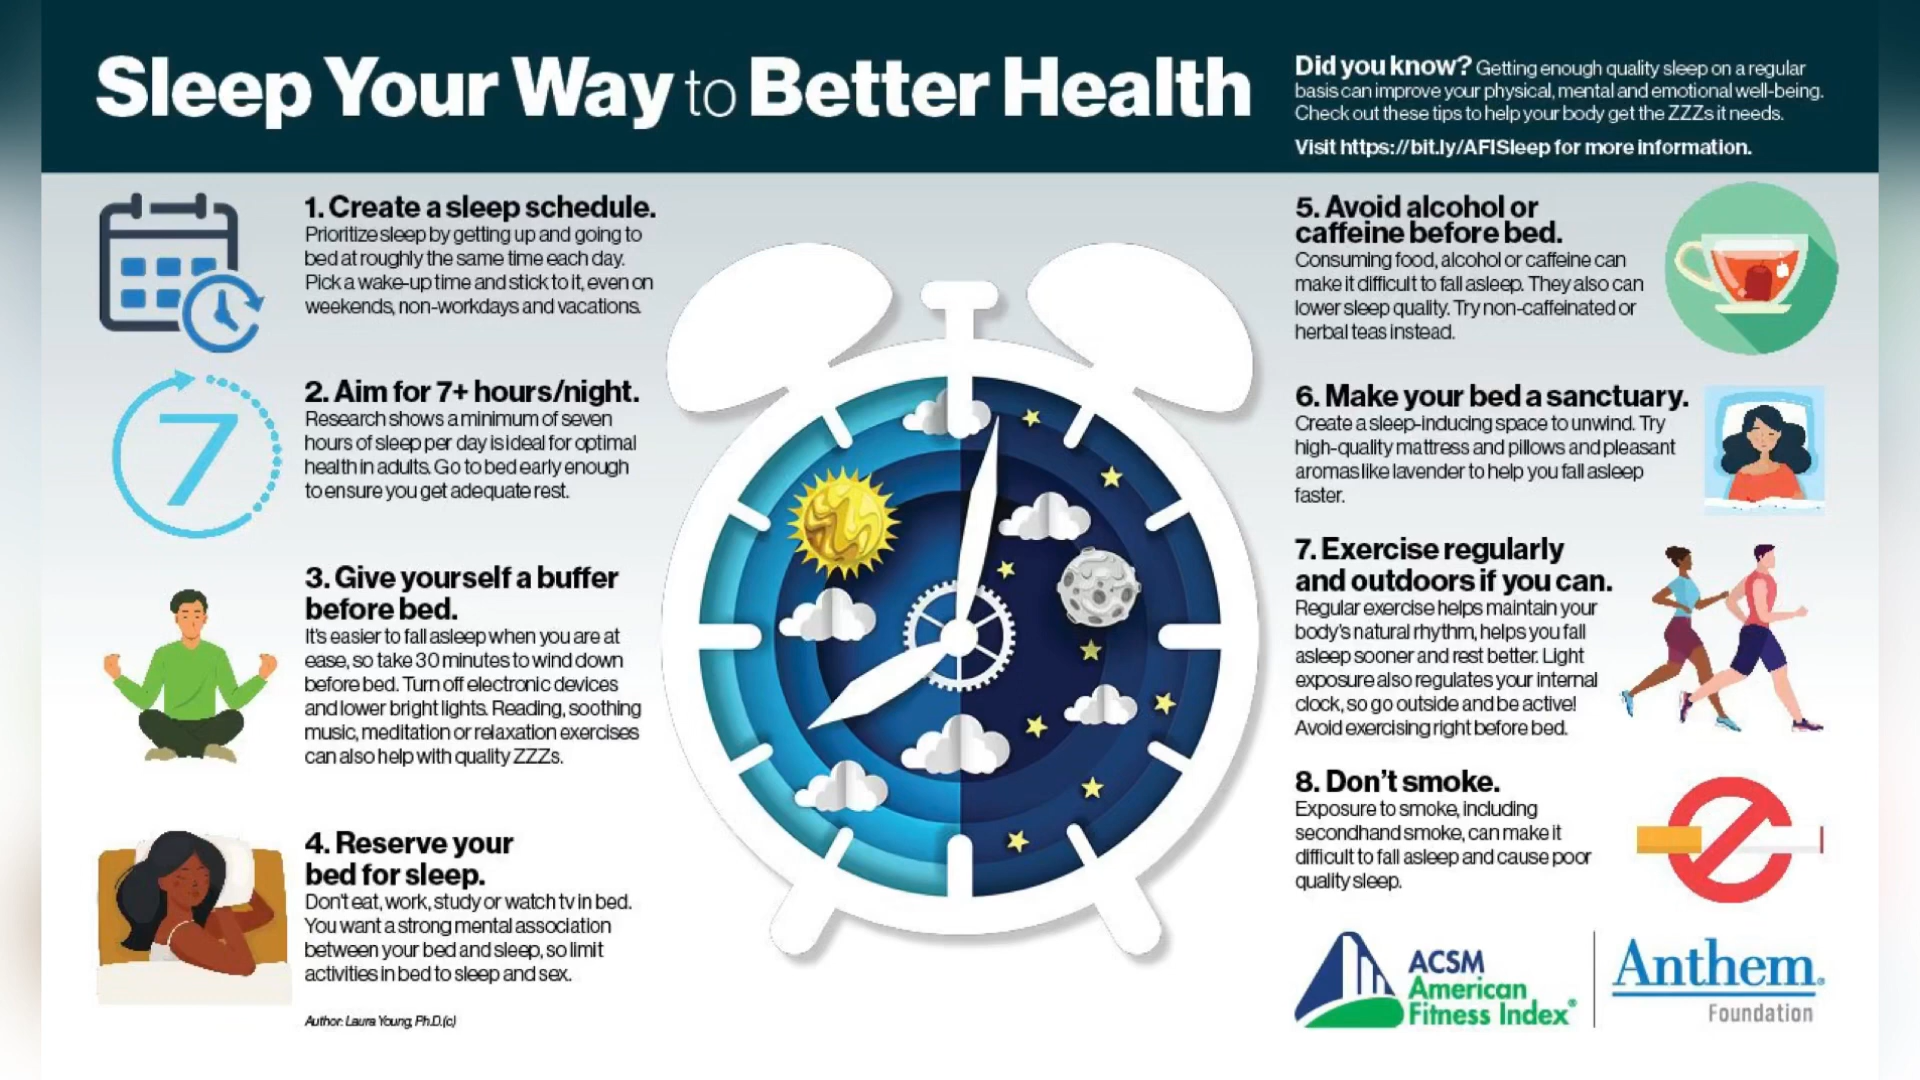 Sleep Your Way to Better Health
Did you know? Getting enough quality sleep on a regular
basis can improve your physical, mental and emotional well-being.
Check out these tips to help your body get the ZZZs it needs.
Visit https://bit.ly/AFISleep for more information.
1. Create a sleep schedule.
Prioritize sleep by getting up and going to
bed at roughly the same time each day.
Pick a wake-up time and stick to it, even on
weekends, non-workdays and vacations.
7
2. Aim for 7+ hours/night.
Research shows a minimum of seven
hours of sleep per day is ideal for optimal
health in adults. Go to bed early enough
to ensure you get adequate rest.
3. Give yourself a buffer
before bed.
It's easier to fall asleep when you are at
ease, so take 30 minutes to wind down
before bed. Turn off electronic devices
and lower bright lights. Reading, soothing
music, meditation or relaxation exercises
can also help with quality ZZZs.
4. Reserve your
bed for sleep.
Don't eat, work, study or watch tv in bed.
You want a strong mental association
between your bed and sleep, so limit
activities in bed to sleep and sex.
Author: Laura Young, Ph.D.(c)
5. Avoid alcohol or
caffeine before bed.
Consuming food, alcohol or caffeine can
make it difficult to fall asleep. They also can
lower sleep quality. Try non-caffeinated or
herbal teas instead.
6. Make your bed a sanctuary.
Create a sleep-inducing space to unwind. Try
high-quality mattress and pillows and pleasant
aromas like lavender to help you fall asleep
faster.
7. Exercise regularly
and outdoors if you can.
Regular exercise helps maintain your
body's natural rhythm, helps you fall
asleep sooner and rest better. Light
exposure also regulates your internal
clock, so go outside and be active!
Avoid exercising right before bed.
8. Don't smoke.
Exposure to smoke, including
secondhand smoke, can make it
difficult to fall asleep and cause poor
quality sleep.
ACSM
American
Fitness Index®
Anthem®
Foundation